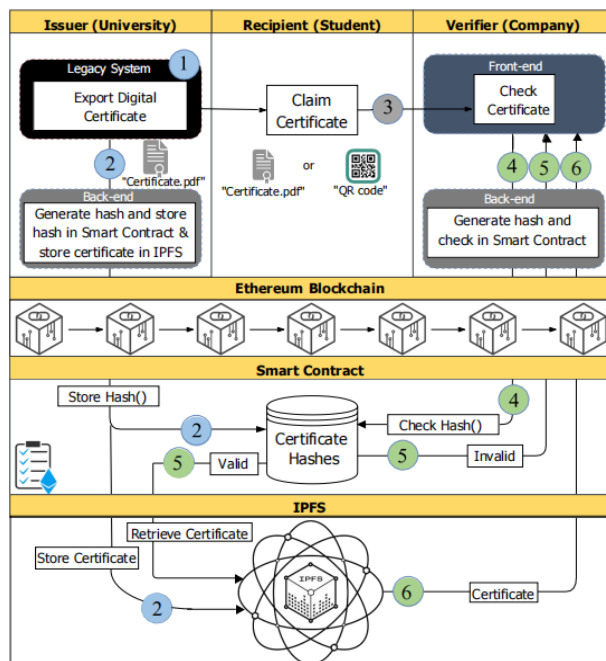 Issuer (University)
Recipient (Student)
Verifier (Company)
Legacy System
1
Export Digital
Certificate
Claim
Certificate
3
Front-end
Check
Certificate
2
"Certificate.pdf"
"Certificate.pdf"
or
"QR code"
4
5
6
Back-end
Generate hash and store
hash in Smart Contract &
store certificate in IPFS
Back-end
Generate hash and
check in Smart Contract
Ethereum Blockchain
Smart Contract
Store Hash()
2
Certificate
Hashes
Check Hash()
4
5
Valid
5
Invalid
IPFS
Retrieve Certificate
Store Certificate
2
IPFS
6
Certificate